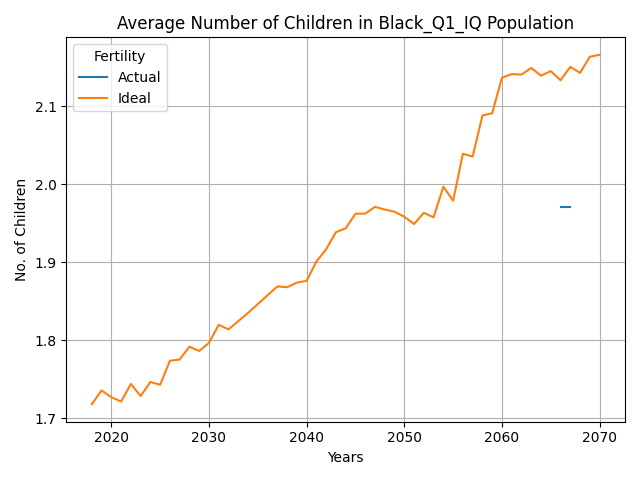 Average Number of Children in Black_Q1_IQ Population
Fertility
Actual
Ideal
No. of Children
2.1
2.0
1.9
1.8
1.7
2020 2030 2040 2050 2060 2070
Years